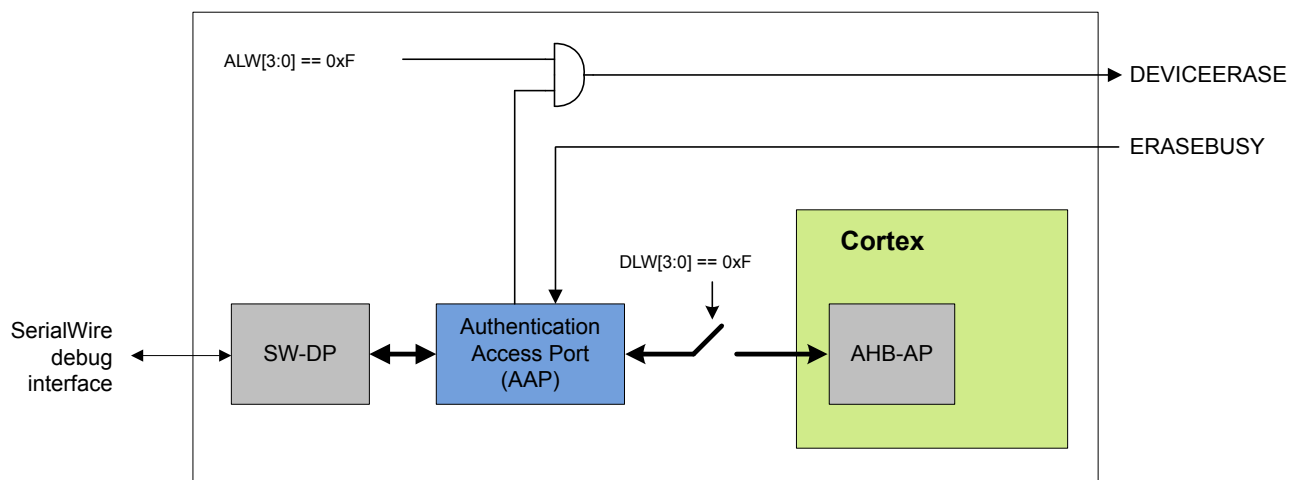 ALW[3:0] == 0xF
DEVICEERASE
ERASEBUSY
Cortex
DLW[3:0] == 0xF
SerialWire
debug
interface
SW-DP
Authentication
Access Port
(AAP)
AHB-AP